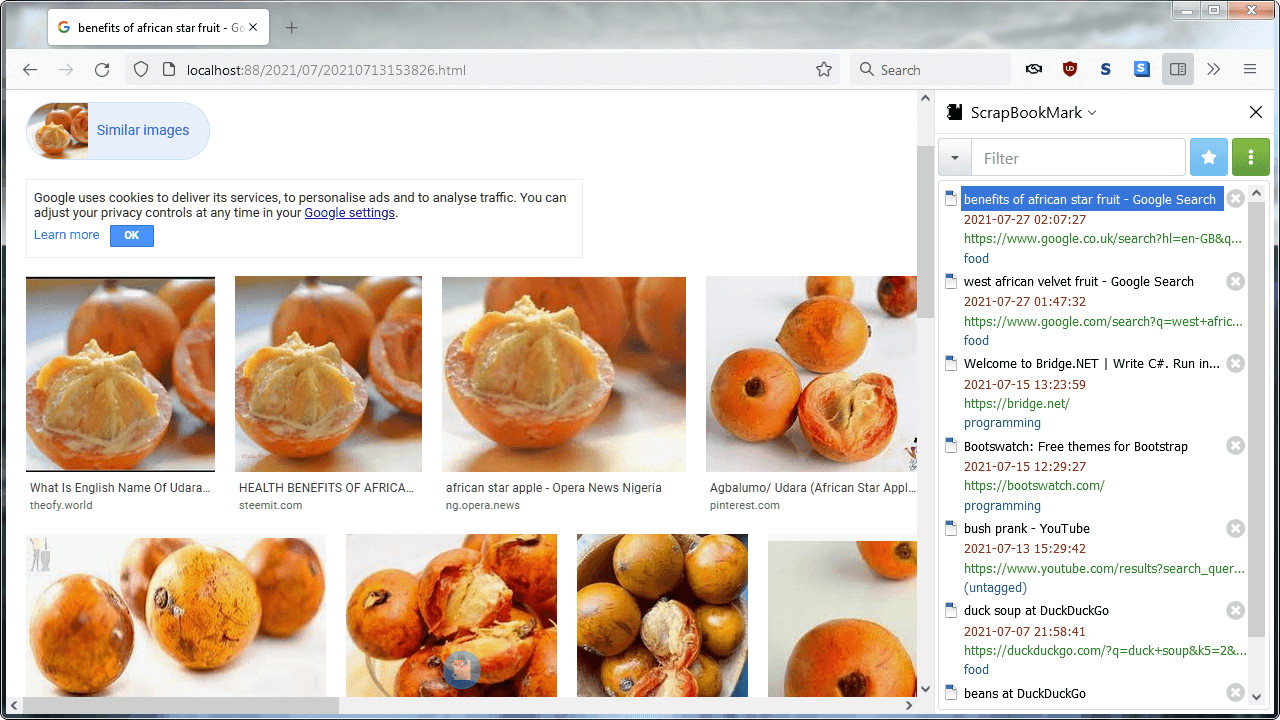 benefits of african star fruit - Go
localhost:88/2021/07/20210713153826.html
Search
Similar images
Google uses cookies to deliver its services, to personalise ads and to analyse traffic. You can
adjust your privacy controls at any time in your Google settings.
Learn more
OK
What Is English Name Of Udara...
theofy.world
HEALTH BENEFITS OF AFRICA...
steemit.com
african star apple - Opera News Nigeria
ng.opera.news
Agbalumo/ Udara (African Star Appl...
pinterest.com
ScrapBookMark
Filter
benefits of african star fruit - Google Search
2021-07-27 02:07:27
https://www.google.co.uk/search?hl=en-GB&q...
food
west african velvet fruit - Google Search
2021-07-27 01:47:32
https://www.google.com/search?q=west+afric...
food
Welcome to Bridge.NET | Write C#. Run in...
2021-07-15 13:23:59
https://bridge.net/
programming
Bootswatch: Free themes for Bootstrap
2021-07-15 12:29:27
https://bootswatch.com/
programming
bush prank - YouTube
2021-07-13 15:29:42
https://www.youtube.com/results?search_quer...
(untagged)
duck soup at DuckDuckGo
2021-07-07 21:58:41
https://duckduckgo.com/?q=duck+soup&k5=2&...
food
beans at DuckDuckGo